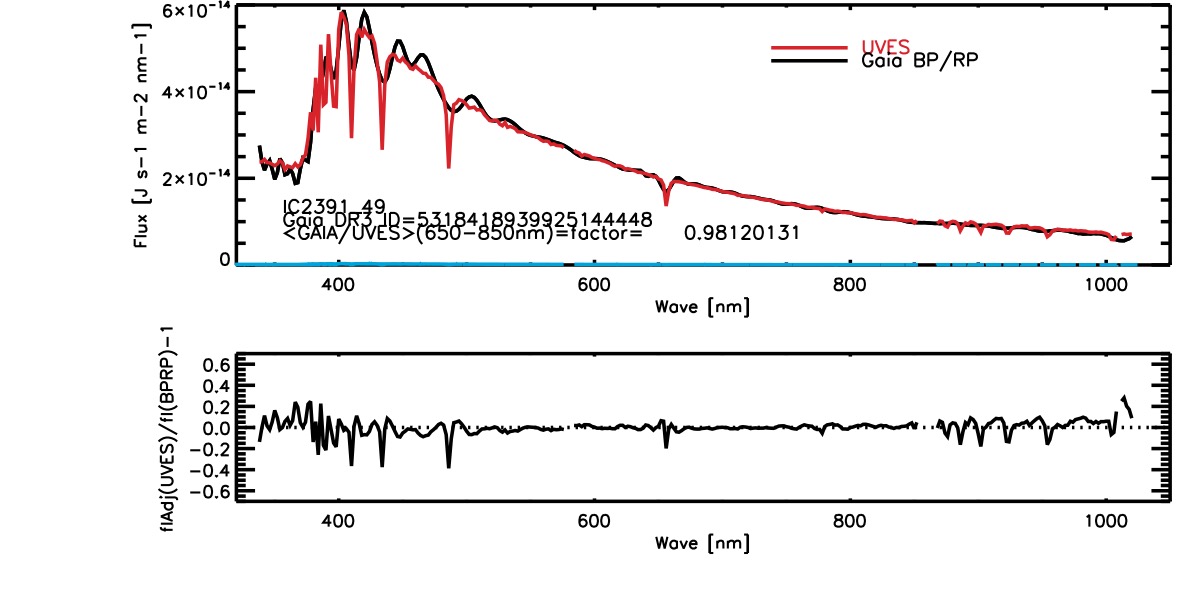 6×10⁻¹⁴
4×10⁻¹⁴
2×10⁻¹⁴
0
Flux [J s−1 m−2 nm−1]
UVES
Gaia BP/RP
IC2391_49
Gaia DR3 ID=5318418939925144448
<GAIA/UVES>(650−850nm)=factor= 0.98120131
400 600 800 1000
Wave [nm]
flAdj(UVES)/fl(BPRP)−1
0.6
0.4
0.2
0.0
−0.2
−0.4
−0.6
400 600 800 1000
Wave [nm]